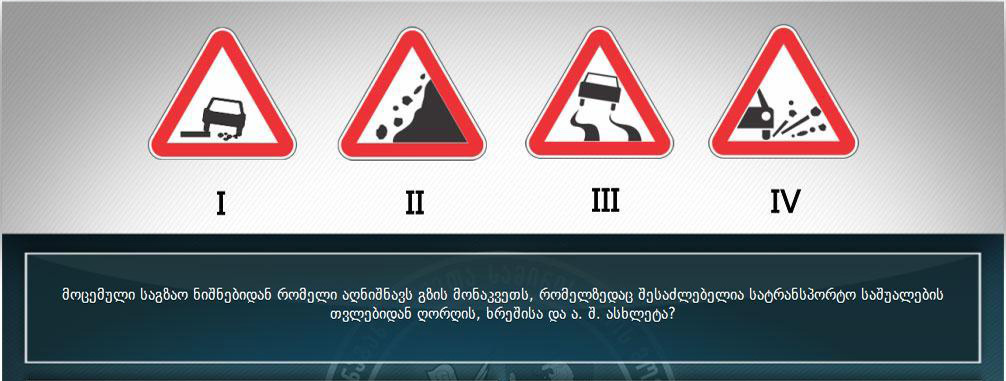 I II III IV
მოცემული საგზაო ნიშნებიდან რომელი აღნიშნავს გზის მონაკვეთს, რომელზედაც შესაძლებელია სატრანსპორტო საშუალების
თვლებიდან ღორღის, ხრეშისა და ა. შ. ასხლეტა?